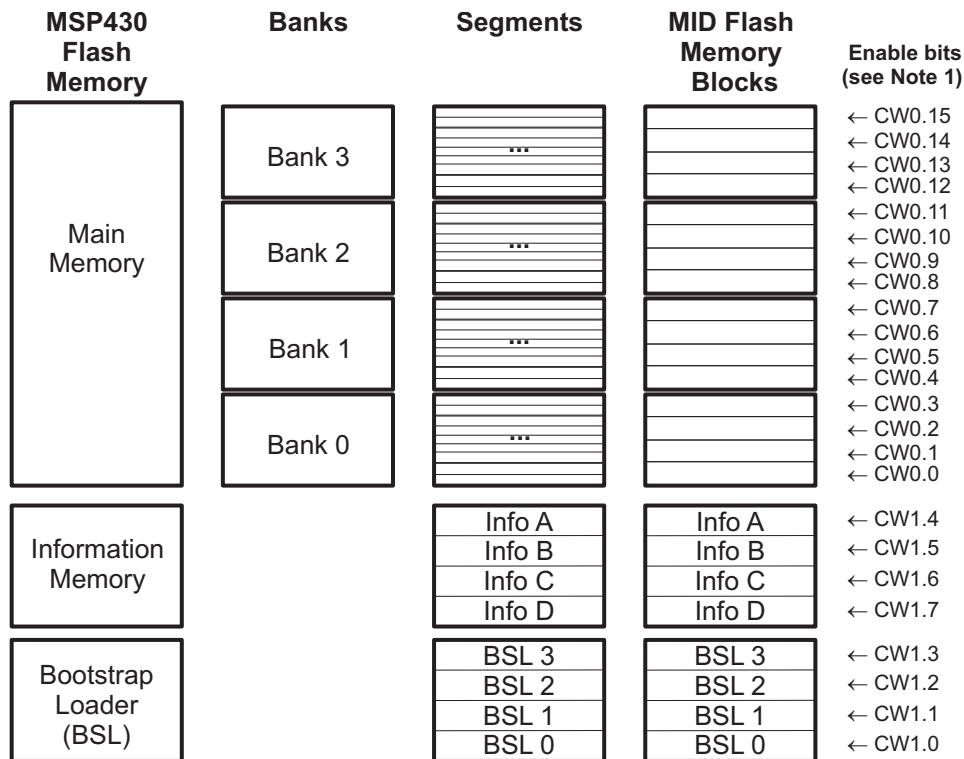 MSP430 Flash Memory
Banks
Segments
MID Flash Memory Blocks
Enable bits (see Note 1)
Main Memory
Bank 3
...
← CW0.15
← CW0.14
← CW0.13
← CW0.12
Bank 2
...
← CW0.11
← CW0.10
← CW0.9
← CW0.8
Bank 1
...
← CW0.7
← CW0.6
← CW0.5
← CW0.4
Bank 0
...
← CW0.3
← CW0.2
← CW0.1
← CW0.0
Information Memory
Info A Info A ← CW1.4
Info B Info B ← CW1.5
Info C Info C ← CW1.6
Info D Info D ← CW1.7
Bootstrap Loader (BSL)
BSL 3 BSL 3 ← CW1.3
BSL 2 BSL 2 ← CW1.2
BSL 1 BSL 1 ← CW1.1
BSL 0 BSL 0 ← CW1.0